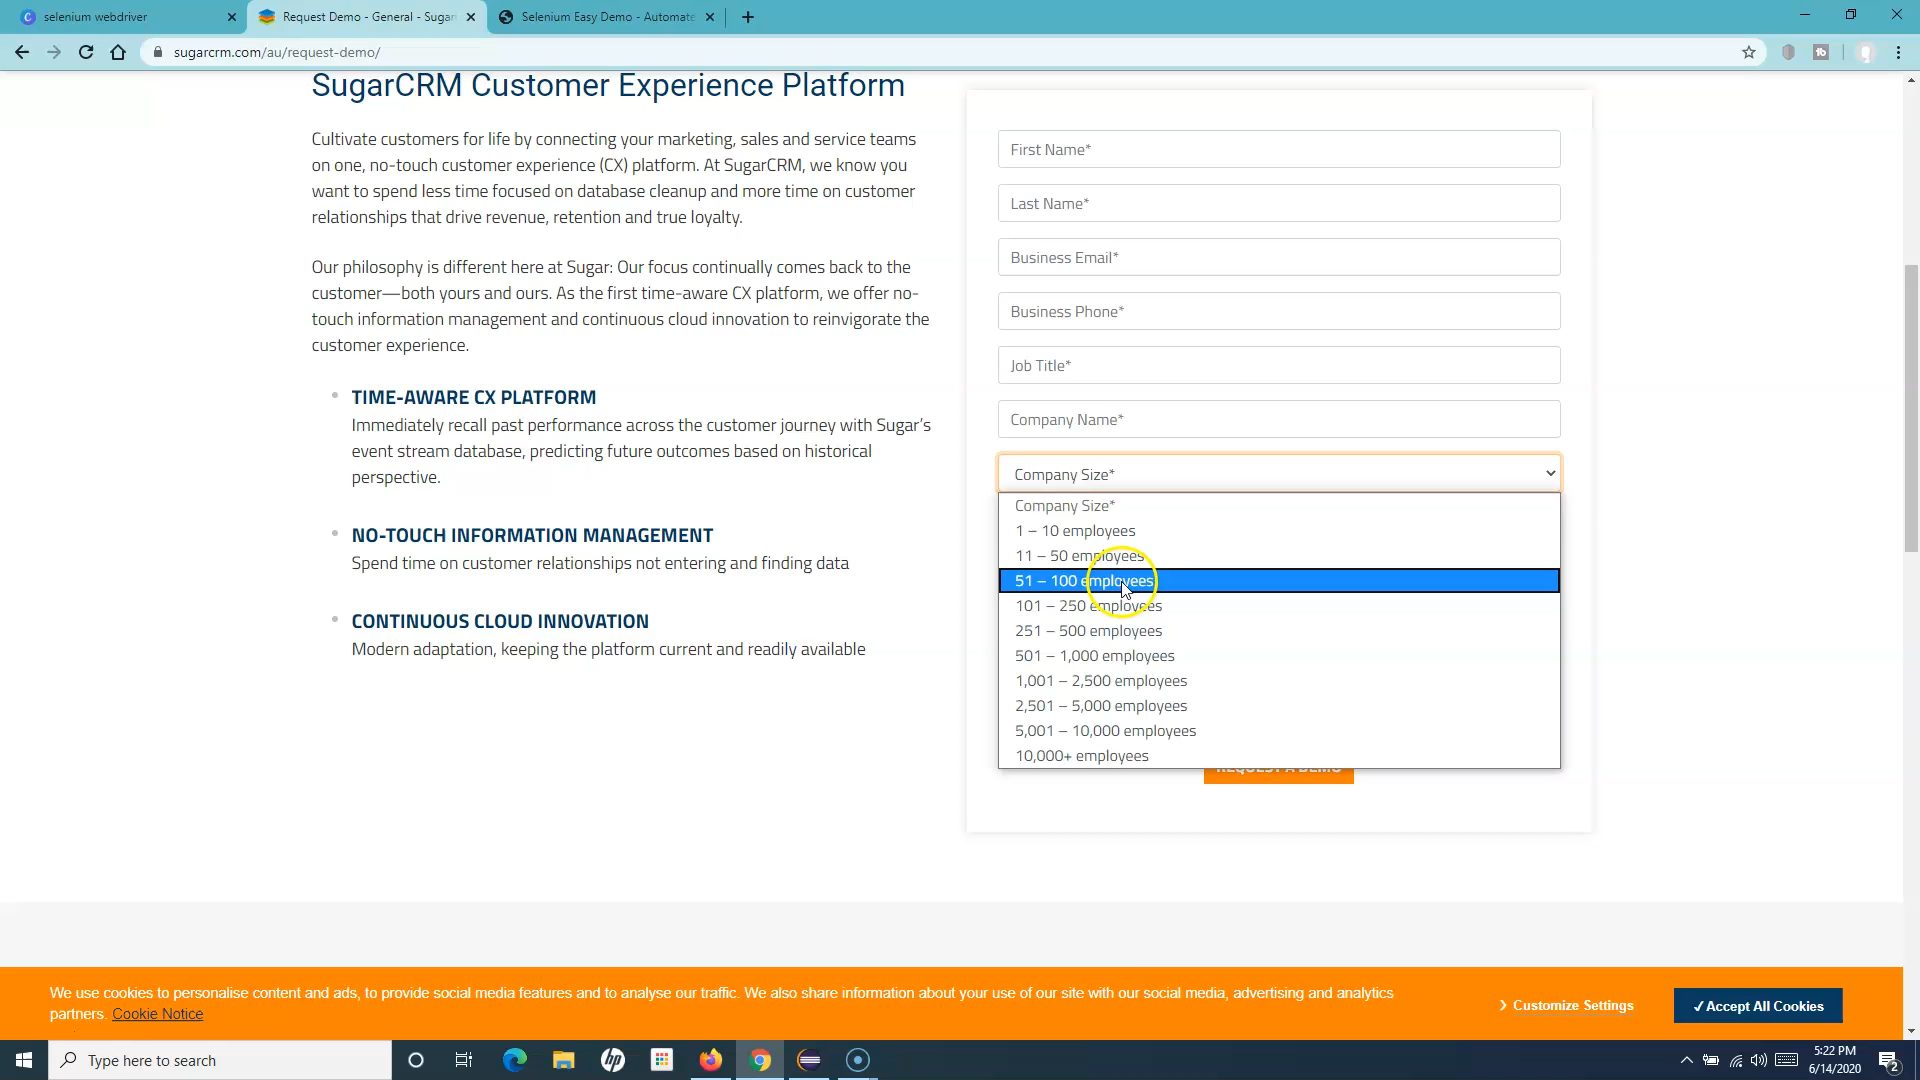 selenium webdriver
Request Demo - General - Sugar
Selenium Easy Demo - Automate
sugarcrm.com/au/request-demo/
SugarCRM Customer Experience Platform
Cultivate customers for life by connecting your marketing, sales and service teams
on one, no-touch customer experience (CX) platform. At SugarCRM, we know you
want to spend less time focused on database cleanup and more time on customer
relationships that drive revenue, retention and true loyalty.
Our philosophy is different here at Sugar: Our focus continually comes back to the
customer—both yours and ours. As the first time-aware CX platform, we offer no-
touch information management and continuous cloud innovation to reinvigorate the
customer experience.
TIME-AWARE CX PLATFORM
Immediately recall past performance across the customer journey with Sugar's
event stream database, predicting future outcomes based on historical
perspective.
NO-TOUCH INFORMATION MANAGEMENT
Spend time on customer relationships not entering and finding data
CONTINUOUS CLOUD INNOVATION
Modern adaptation, keeping the platform current and readily available
First Name*
Last Name*
Business Email*
Business Phone*
Job Title*
Company Name*
Company Size*
Company Size*
1 – 10 employees
11 – 50 employees
51 – 100 employees
101 – 250 employees
251 – 500 employees
501 – 1,000 employees
1,001 – 2,500 employees
2,501 – 5,000 employees
5,001 – 10,000 employees
10,000+ employees
REQUEST A DEMO
We use cookies to personalise content and ads, to provide social media features and to analyse our traffic. We also share information about your use of our site with our social media, advertising and analytics
partners. Cookie Notice
Customize Settings
✓Accept All Cookies
Type here to search
hp
5:22 PM
6/14/2020
2